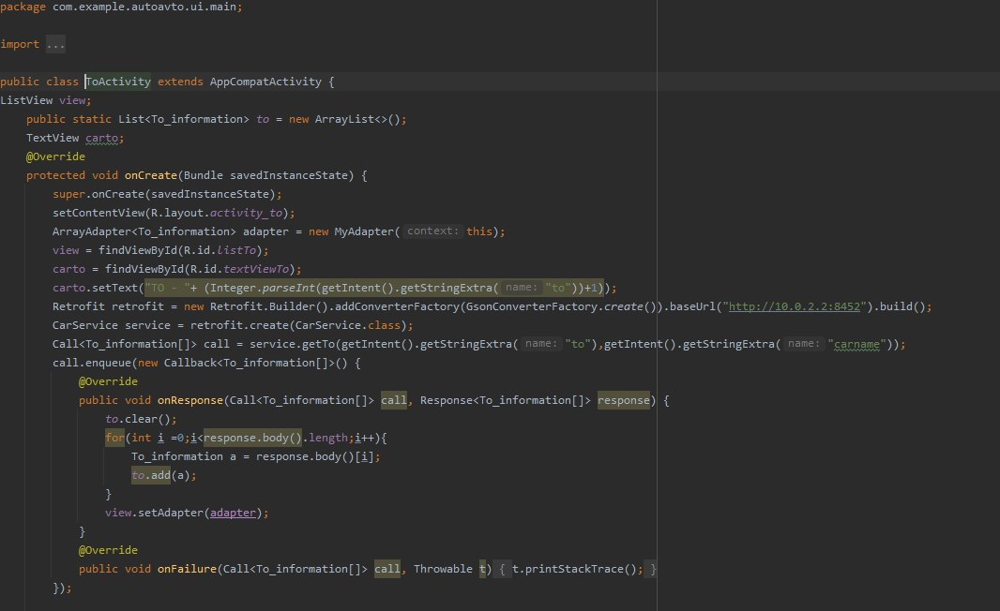 package com.example.autoavto.ui.main;
import ...
public class ToActivity extends AppCompatActivity {
ListView view;
public static List<To_information> to = new ArrayList<>();
TextView carto;
@Override
protected void onCreate(Bundle savedInstanceState) {
super.onCreate(savedInstanceState);
setContentView(R.layout.activity_to);
ArrayAdapter<To_information> adapter = new MyAdapter( context: this);
view = findViewById(R.id.listTo);
carto = findViewById(R.id.textViewTo);
carto.setText("TO - "+ (Integer.parseInt(getIntent().getStringExtra( name: "to"))+1));
Retrofit retrofit = new Retrofit.Builder().addConverterFactory(GsonConverterFactory.create()).baseUrl("http://10.0.2.2:8452").build();
CarService service = retrofit.create(CarService.class);
Call<To_information[]> call = service.getTo(getIntent().getStringExtra( name: "to"),getIntent().getStringExtra( name: "carname"));
call.enqueue(new Callback<To_information[]>() {
@Override
public void onResponse(Call<To_information[]> call, Response<To_information[]> response) {
to.clear();
for(int i =0;i<response.body().length;i++){
To_information a = response.body()[i];
to.add(a);
}
view.setAdapter(adapter);
}
@Override
public void onFailure(Call<To_information[]> call, Throwable t) { t.printStackTrace(); }
});